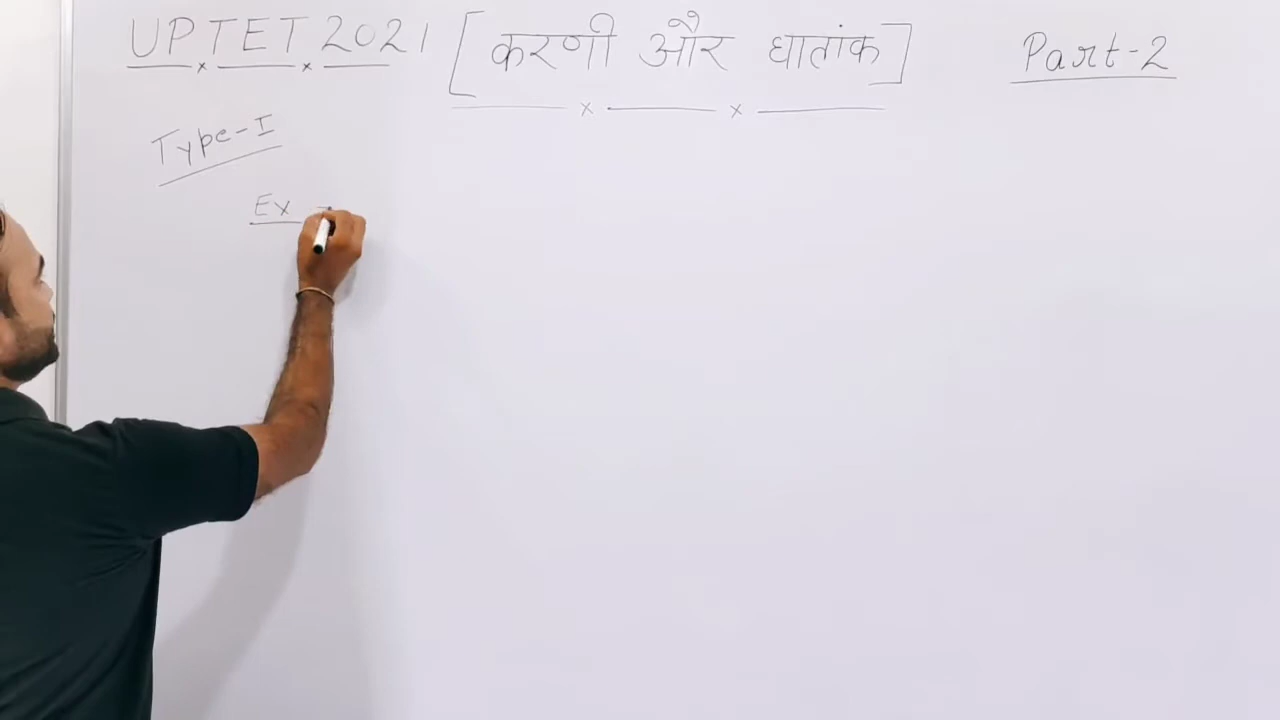 UPTET 2021 [ करणी और घातांक ] Part-2
Type-I
Ex